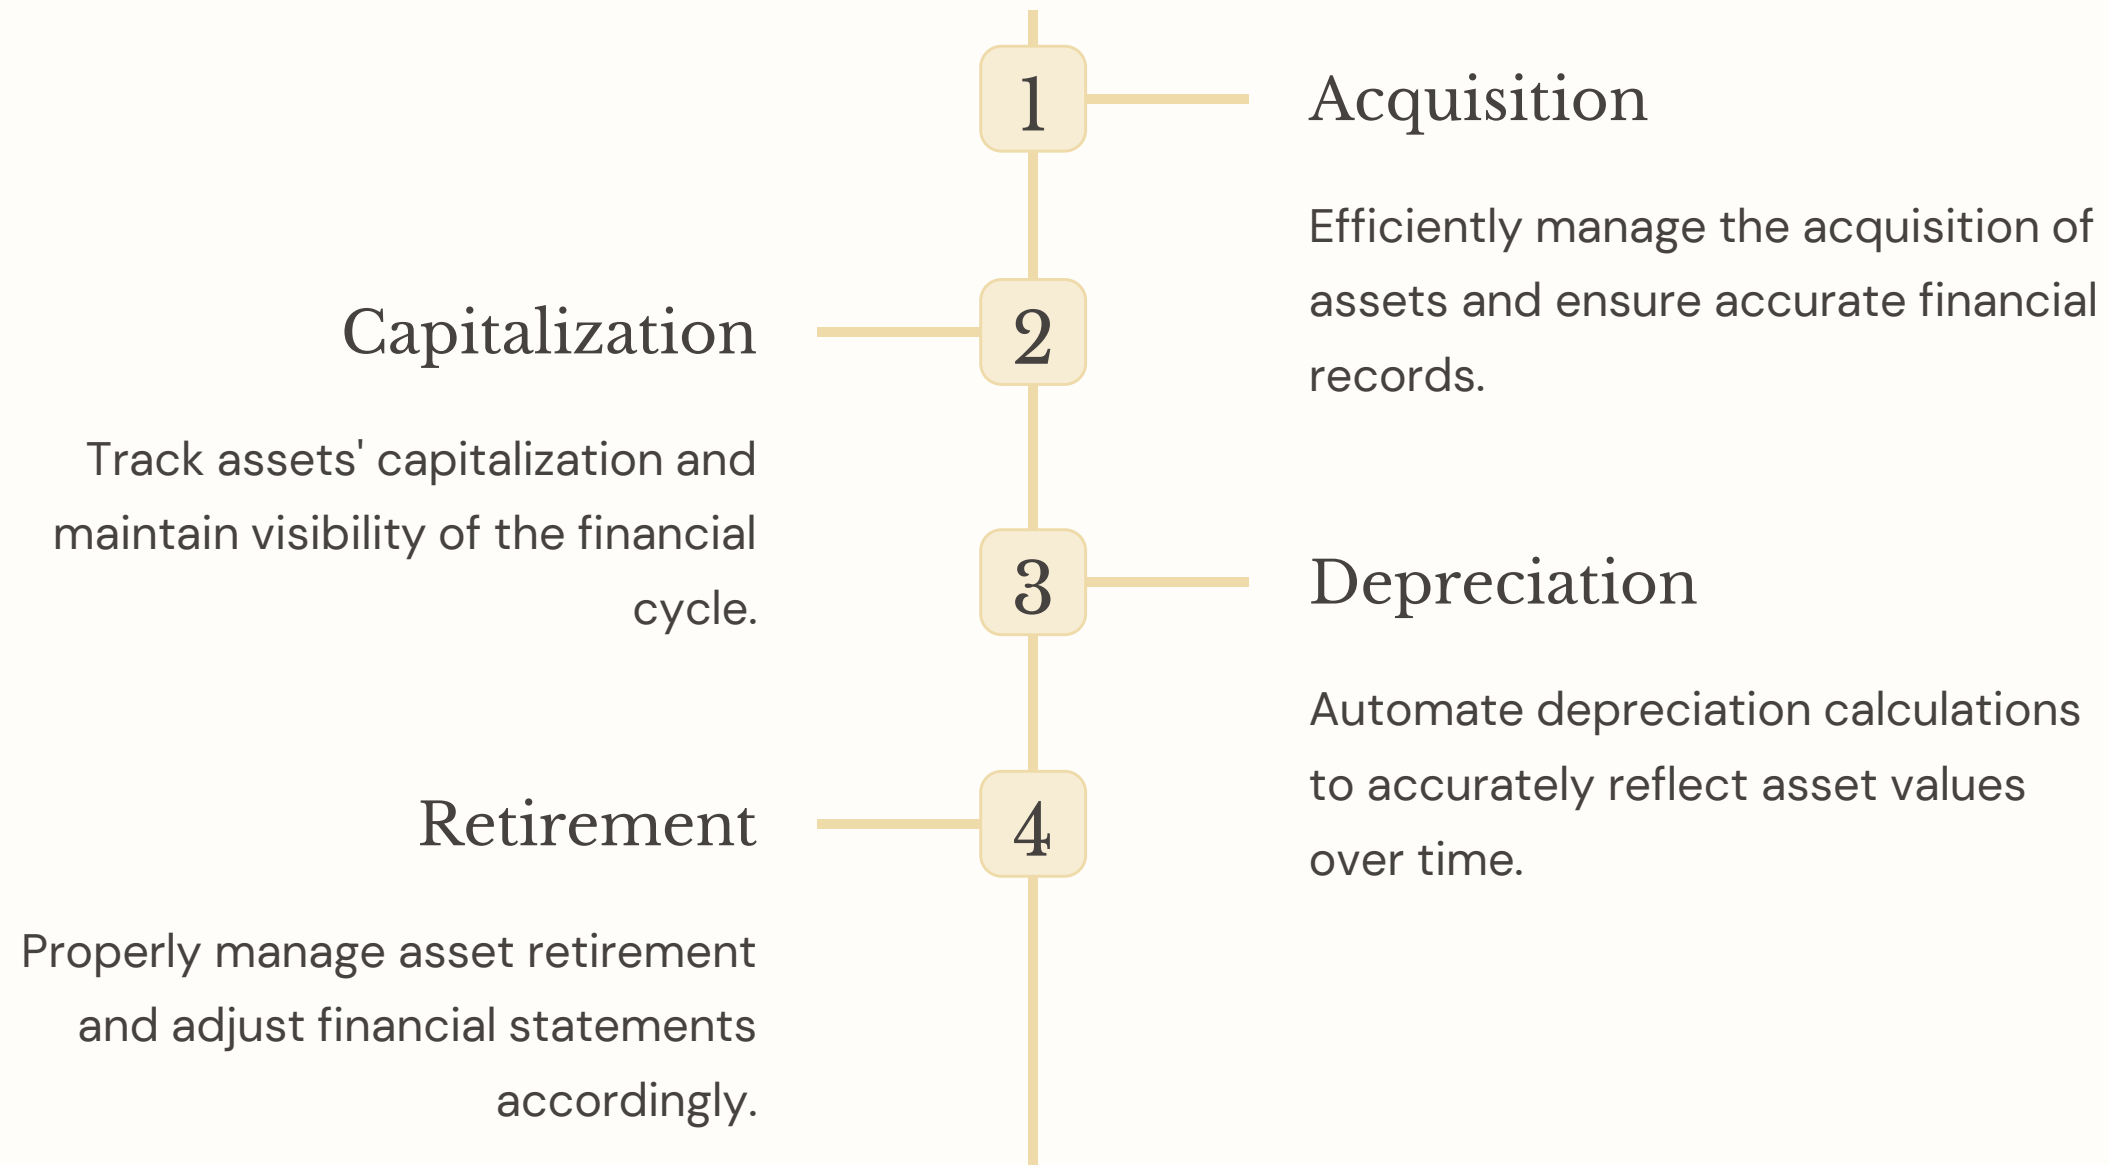 1
Acquisition
Efficiently manage the acquisition of
assets and ensure accurate financial
records.
2
Capitalization
Track assets' capitalization and
maintain visibility of the financial
cycle.
3
Depreciation
Automate depreciation calculations
to accurately reflect asset values
over time.
4
Retirement
Properly manage asset retirement
and adjust financial statements
accordingly.